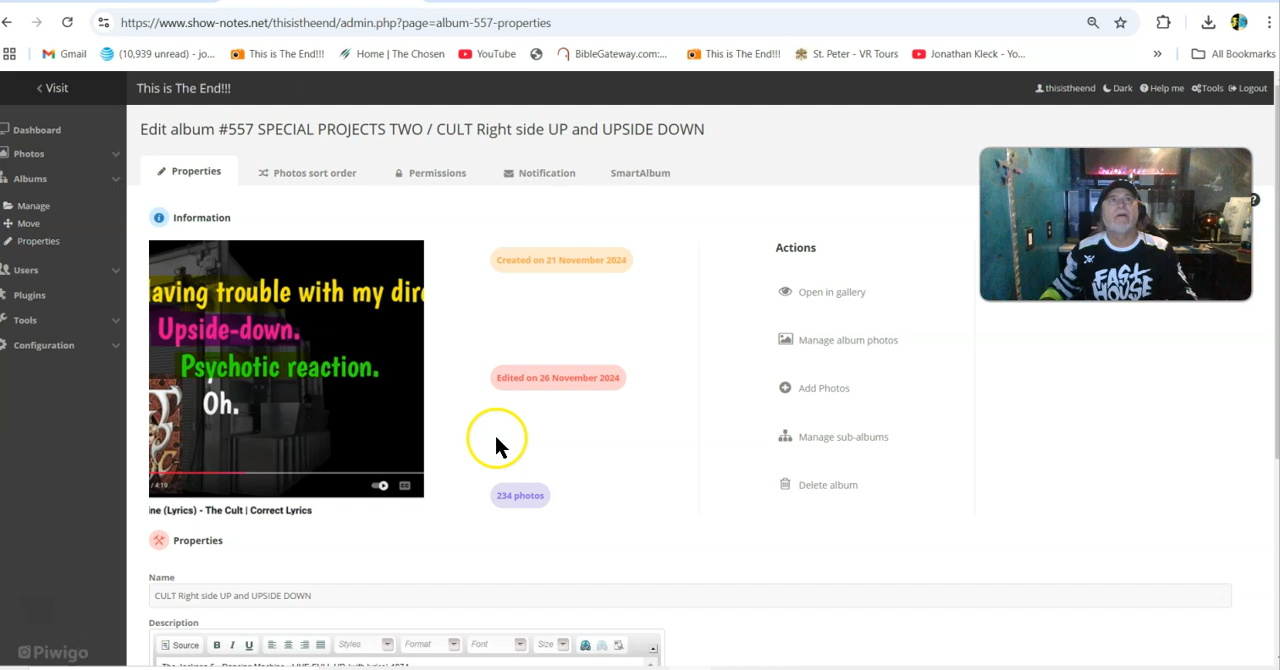 https://www.show-notes.net/thisistheend/admin.php?page=album-557-properties
Gmail (10,939 unread) - jo... This is The End!!! Home | The Chosen YouTube BibleGateway.com:... This is The End!!! St. Peter - VR Tours Jonathan Kleck - Yo... » All Bookmarks
Visit This is The End!!! thisistheend Dark Help me Tools Logout
Edit album #557 SPECIAL PROJECTS TWO / CULT Right side UP and UPSIDE DOWN
Dashboard
Photos
Albums
Manage
Move
Properties
Users
Plugins
Tools
Configuration
Piwigo
Properties Photos sort order Permissions Notification SmartAlbum
Information
aving trouble with my dire
Upside-down.
Psychotic reaction.
Oh.
/ 4:19
ine (Lyrics) - The Cult | Correct Lyrics
Created on 21 November 2024
Edited on 26 November 2024
234 photos
Actions
Open in gallery
Manage album photos
Add Photos
Manage sub-albums
Delete album
FAST
HOUSE
Properties
Name
CULT Right side UP and UPSIDE DOWN
Description
Source B I U Styles Format Font Size